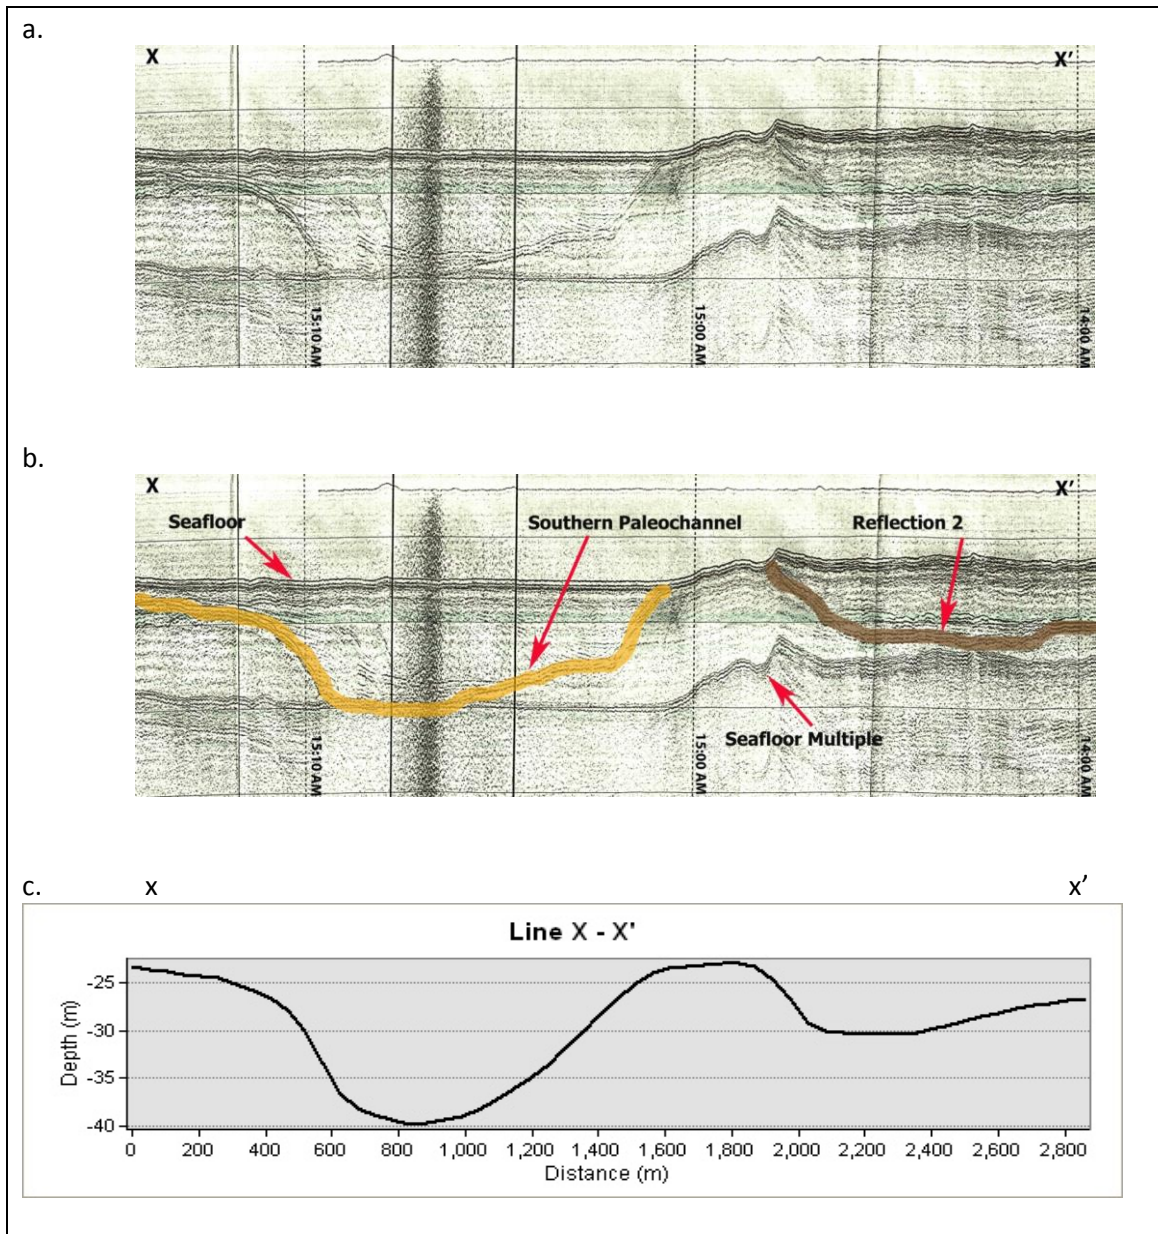 a.
X X'
15:10 AM 15:00 AM 14:00 AM
b.
X X'
Seafloor Southern Paleochannel Reflection 2
Seafloor Multiple
15:10 AM 15:00 AM 14:00 AM
c. x x’
Line X - X'
Depth (m)
-25
-30
-35
-40
0 200 400 600 800 1,000 1,200 1,400 1,600 1,800 2,000 2,200 2,400 2,600 2,800
Distance (m)